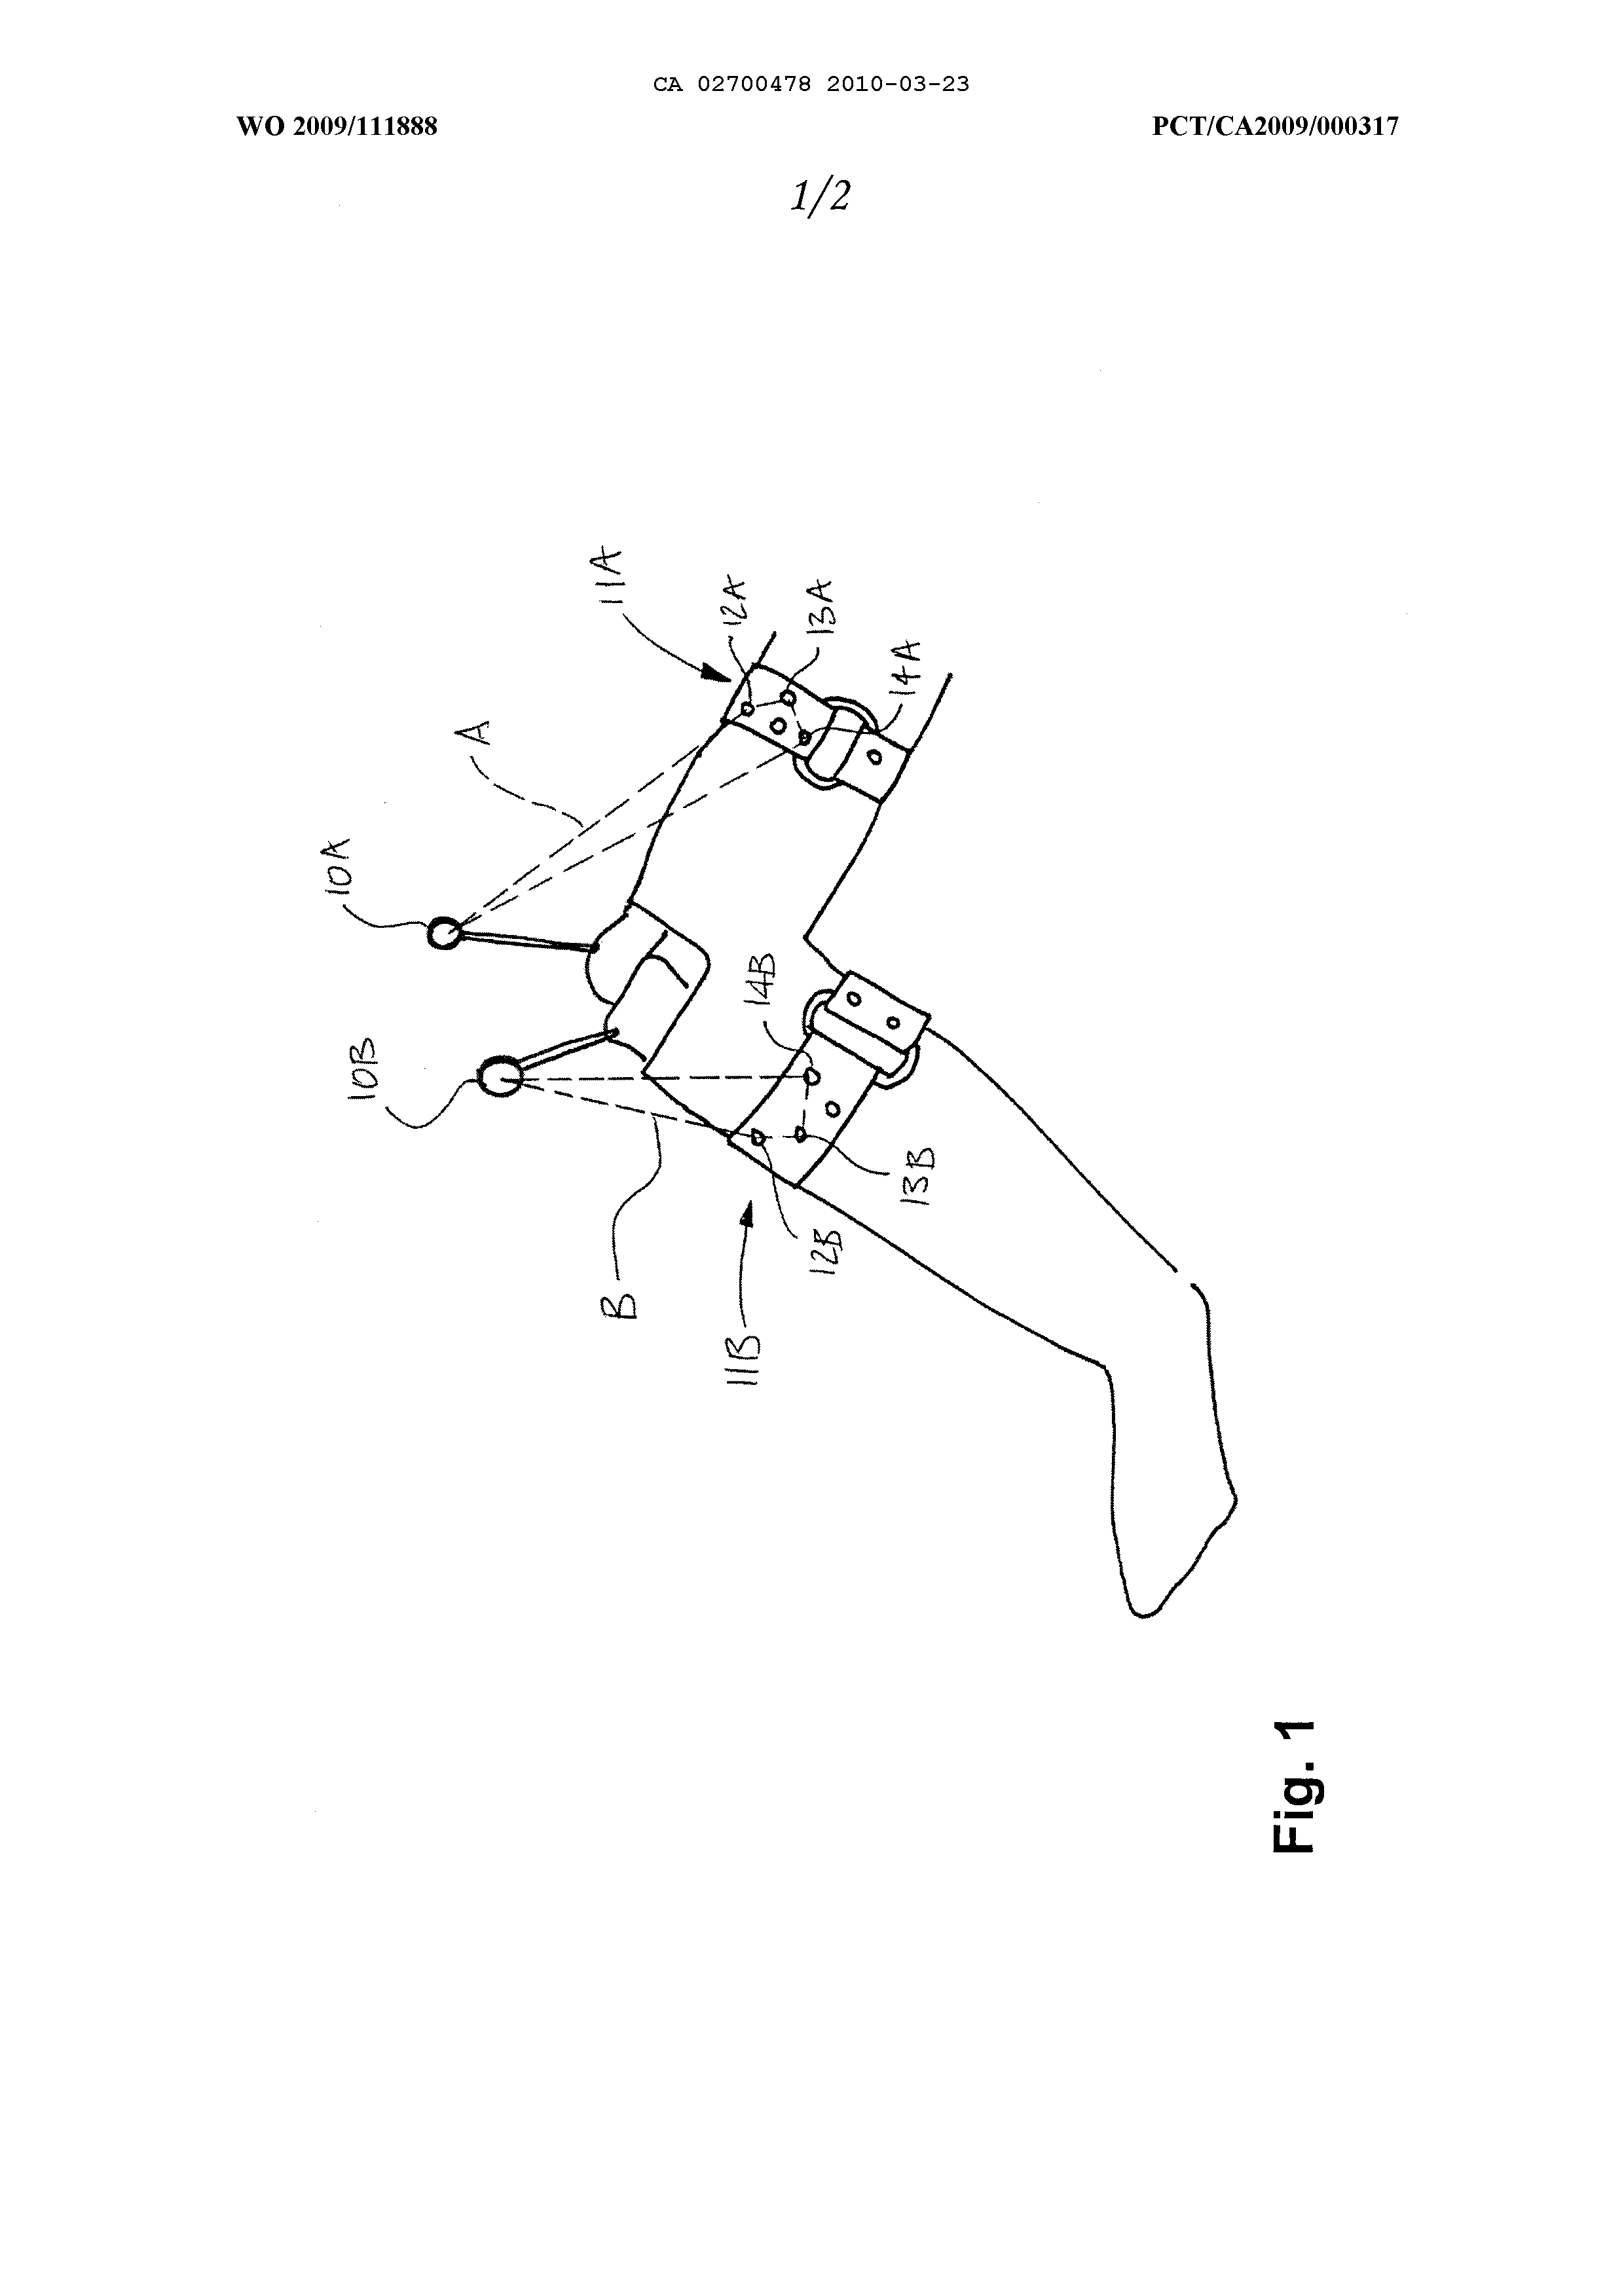 CA 02700478 2010-03-23
WO 2009/111888
PCT/CA2009/000317
1/2
11A
12A
13A
14A
A
10A
14B
10B
13B
12B
B
11B
Fig. 1